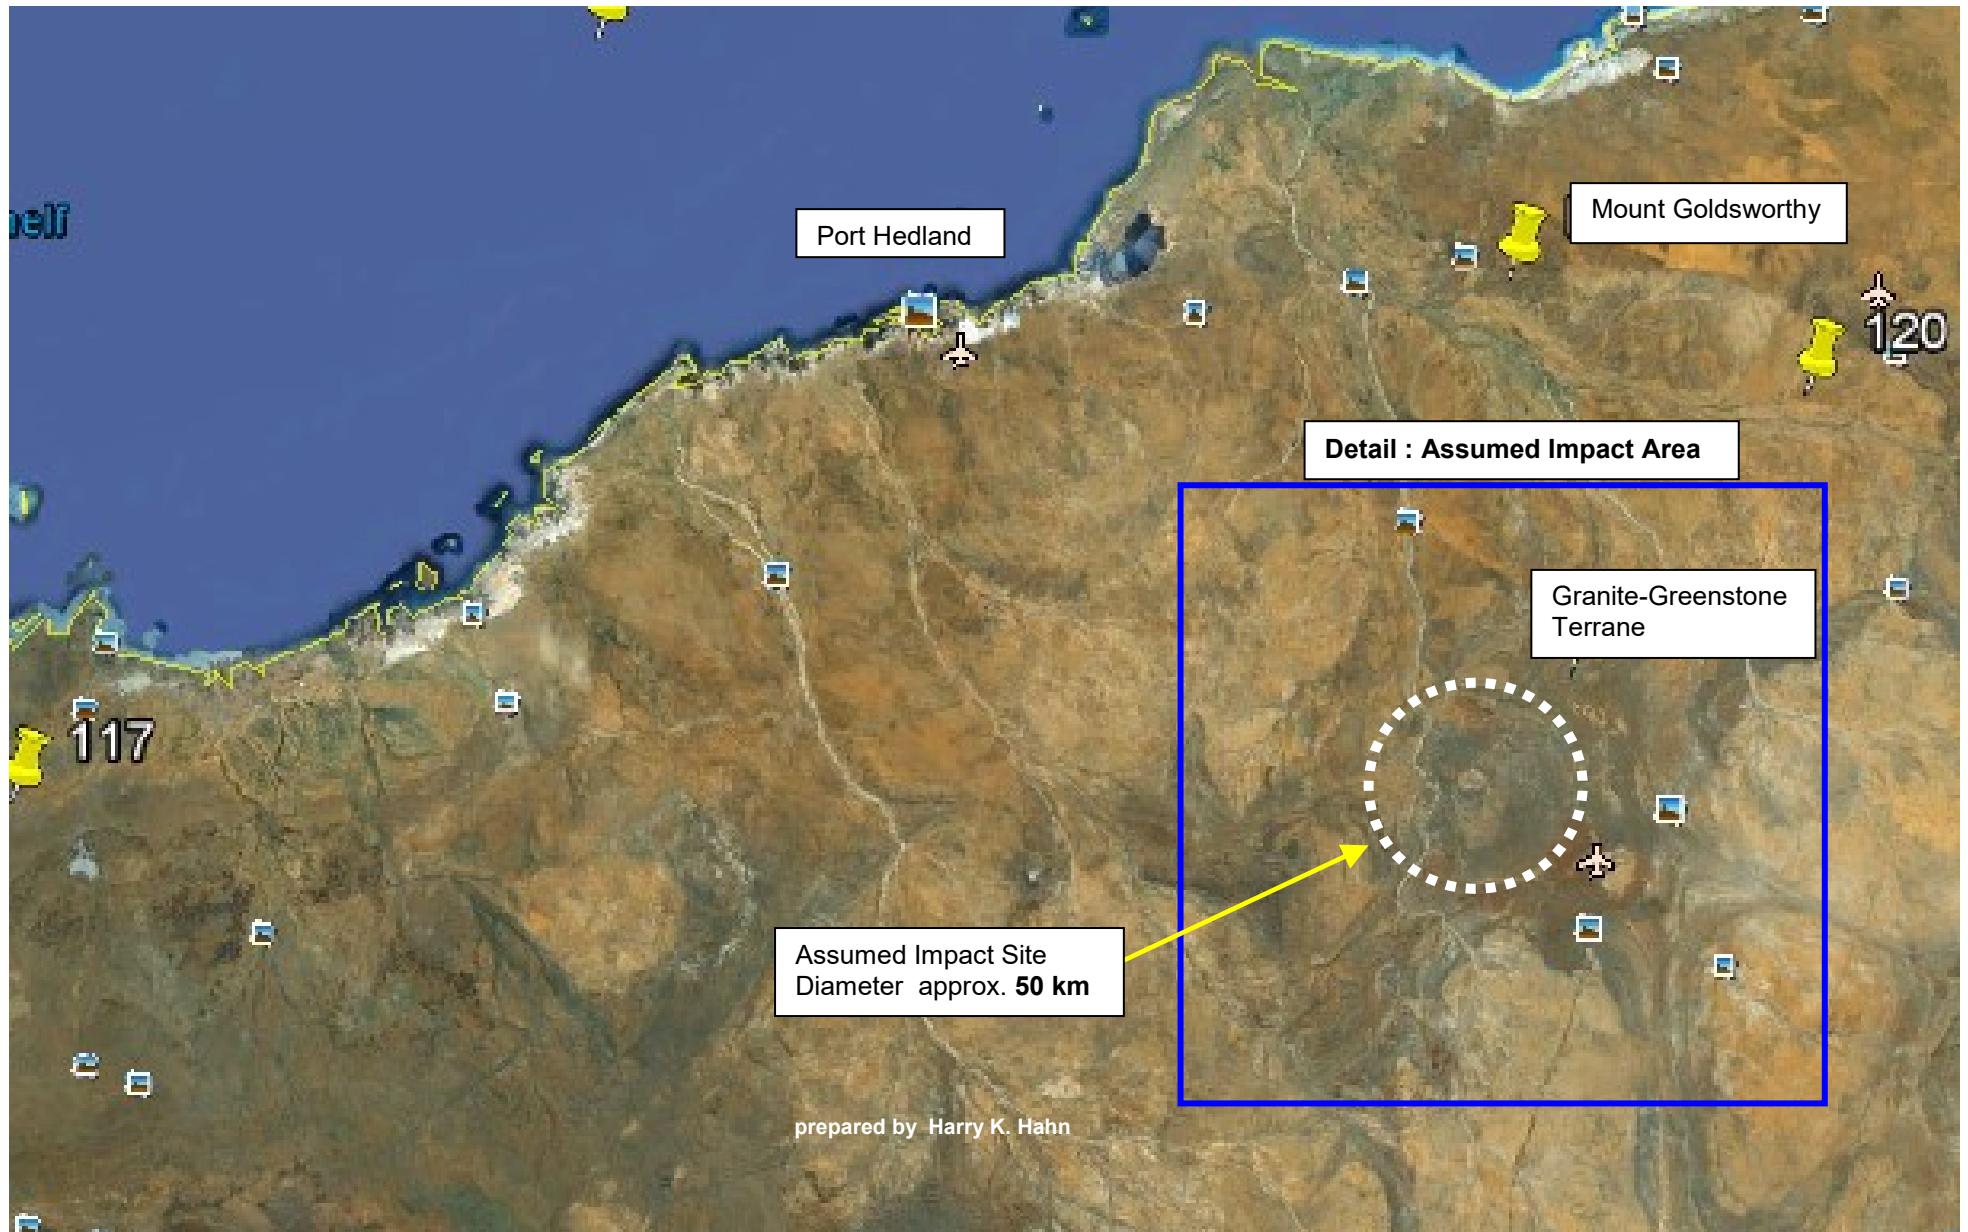 elf
Port Hedland
Mount Goldsworthy
120
Detail : Assumed Impact Area
Granite-Greenstone
Terrane
117
Assumed Impact Site
Diameter approx. 50 km
prepared by Harry K. Hahn